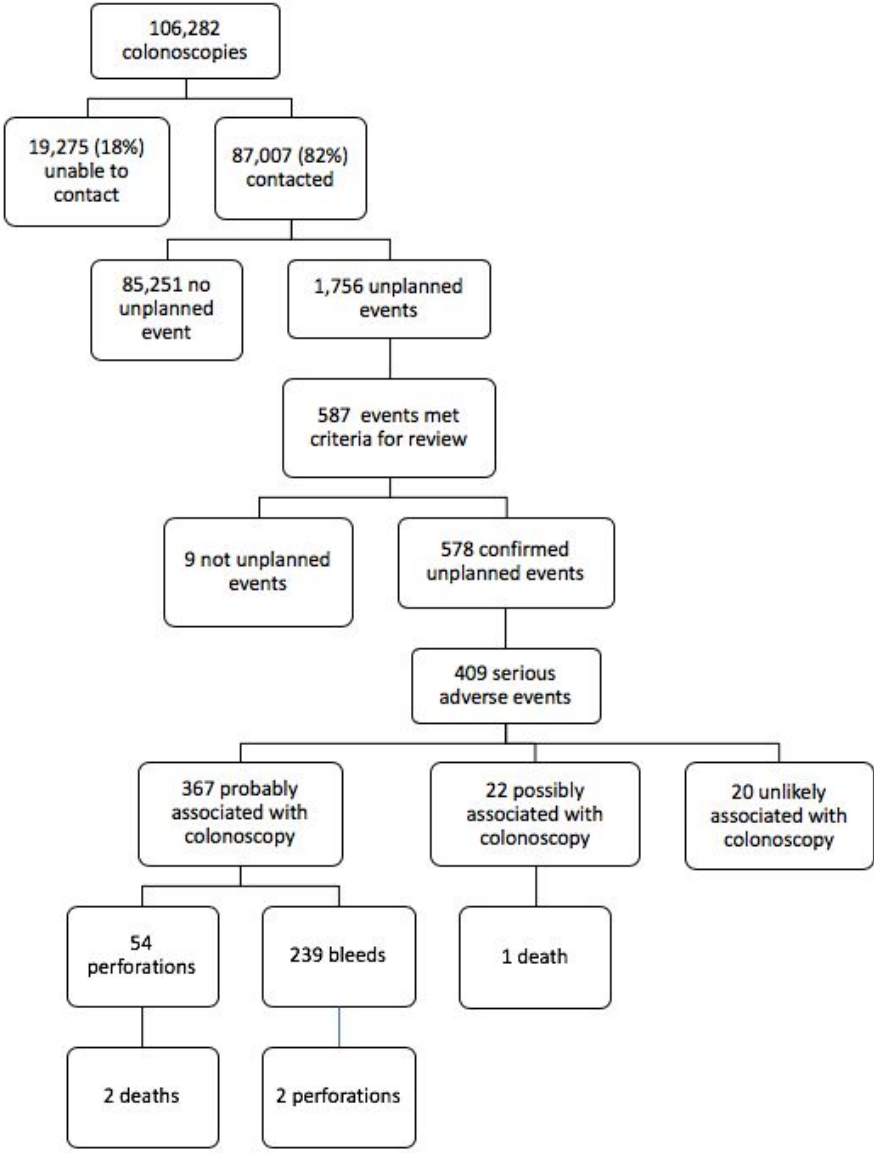 106,282
colonoscopies
19,275 (18%)
unable to
contact
87,007 (82%)
contacted
85,251 no
unplanned
event
1,756 unplanned
events
587 events met
criteria for review
9 not unplanned
events
578 confirmed
unplanned events
409 serious
adverse events
367 probably
associated with
colonoscopy
22 possibly
associated with
colonoscopy
20 unlikely
associated with
colonoscopy
54
perforations
239 bleeds
1 death
2 deaths
2 perforations